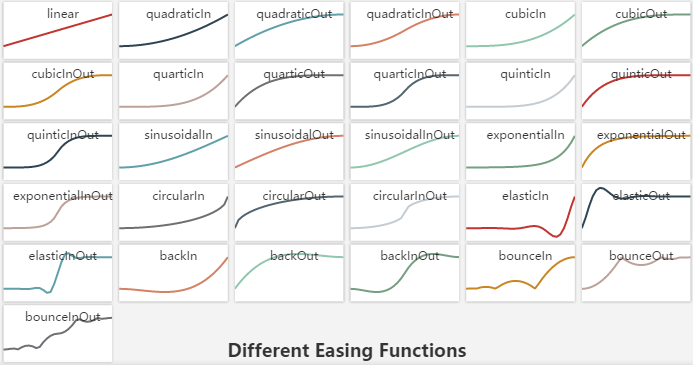 linear
quadraticIn
quadraticOut
quadraticInOut
cubicIn
cubicOut
cubicInOut
quarticIn
quarticOut
quarticInOut
quinticIn
quinticOut
quinticInOut
sinusoidalIn
sinusoidalOut
sinusoidalInOut
exponentialIn
exponentialOut
exponentialInOut
circularIn
circularOut
circularInOut
elasticIn
elasticOut
elasticInOut
backIn
backOut
backInOut
bounceIn
bounceOut
bounceInOut
Different Easing Functions